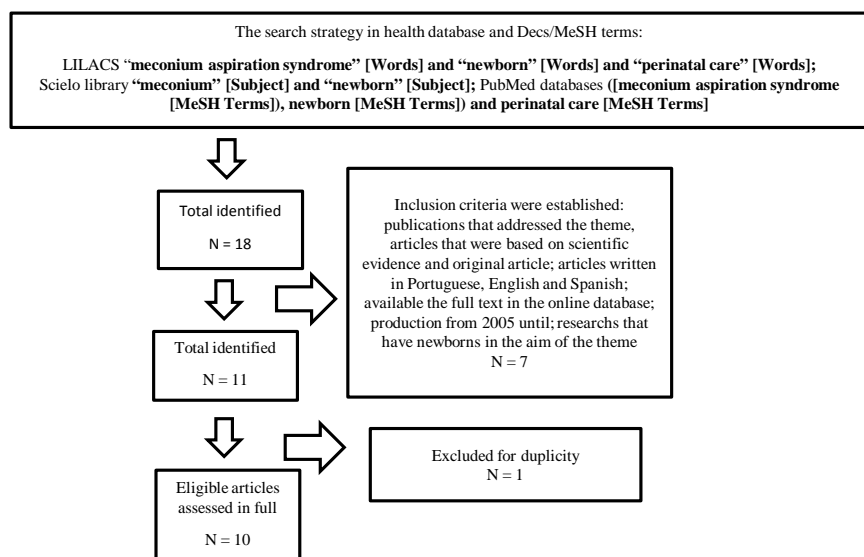 The search strategy in health database and Decs/MeSH terms:
LILACS “meconium aspiration syndrome” [Words] and “newborn” [Words] and “perinatal care” [Words];
Scielo library “meconium” [Subject] and “newborn” [Subject]; PubMed databases ([meconium aspiration syndrome
[MeSH Terms]), newborn [MeSH Terms]) and perinatal care [MeSH Terms]
Total identified
N = 18
Inclusion criteria were established:
publications that addressed the theme,
articles that were based on scientific
evidence and original article; articles written
in Portuguese, English and Spanish;
available the full text in the online database;
production from 2005 until; researchs that
have newborns in the aim of the theme
N = 7
Total identified
N = 11
Excluded for duplicity
N = 1
Eligible articles
assessed in full
N = 10